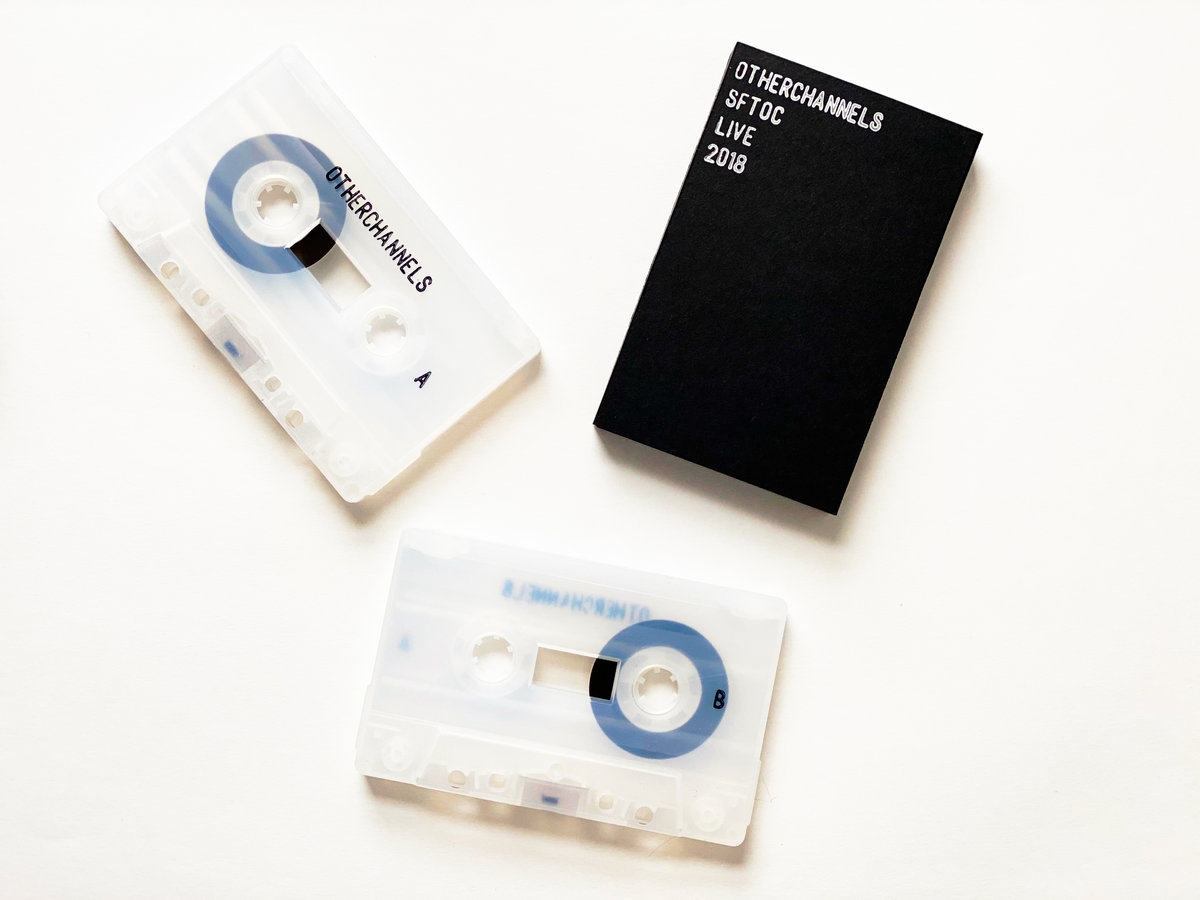 OTHERCHANNELS
A
OTHERCHANNELS
SFTOC
LIVE
2018
OTHERCHANNELS
A
B